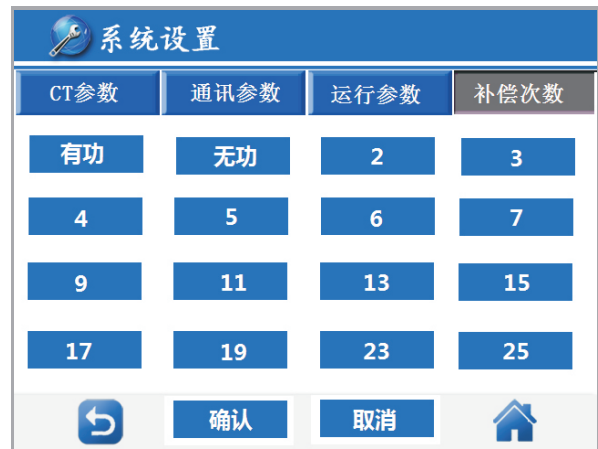 系统设置
CT参数 通讯参数 运行参数 补偿次数
有功 无功 2 3
4 5 6 7
9 11 13 15
17 19 23 25
确认 取消